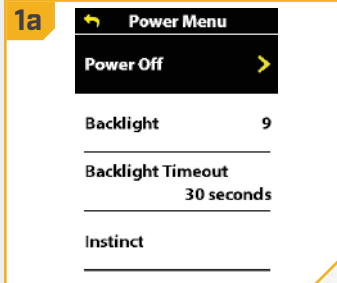 1a
Power Menu
Power Off
Backlight 9
Backlight Timeout
30 seconds
Instinct